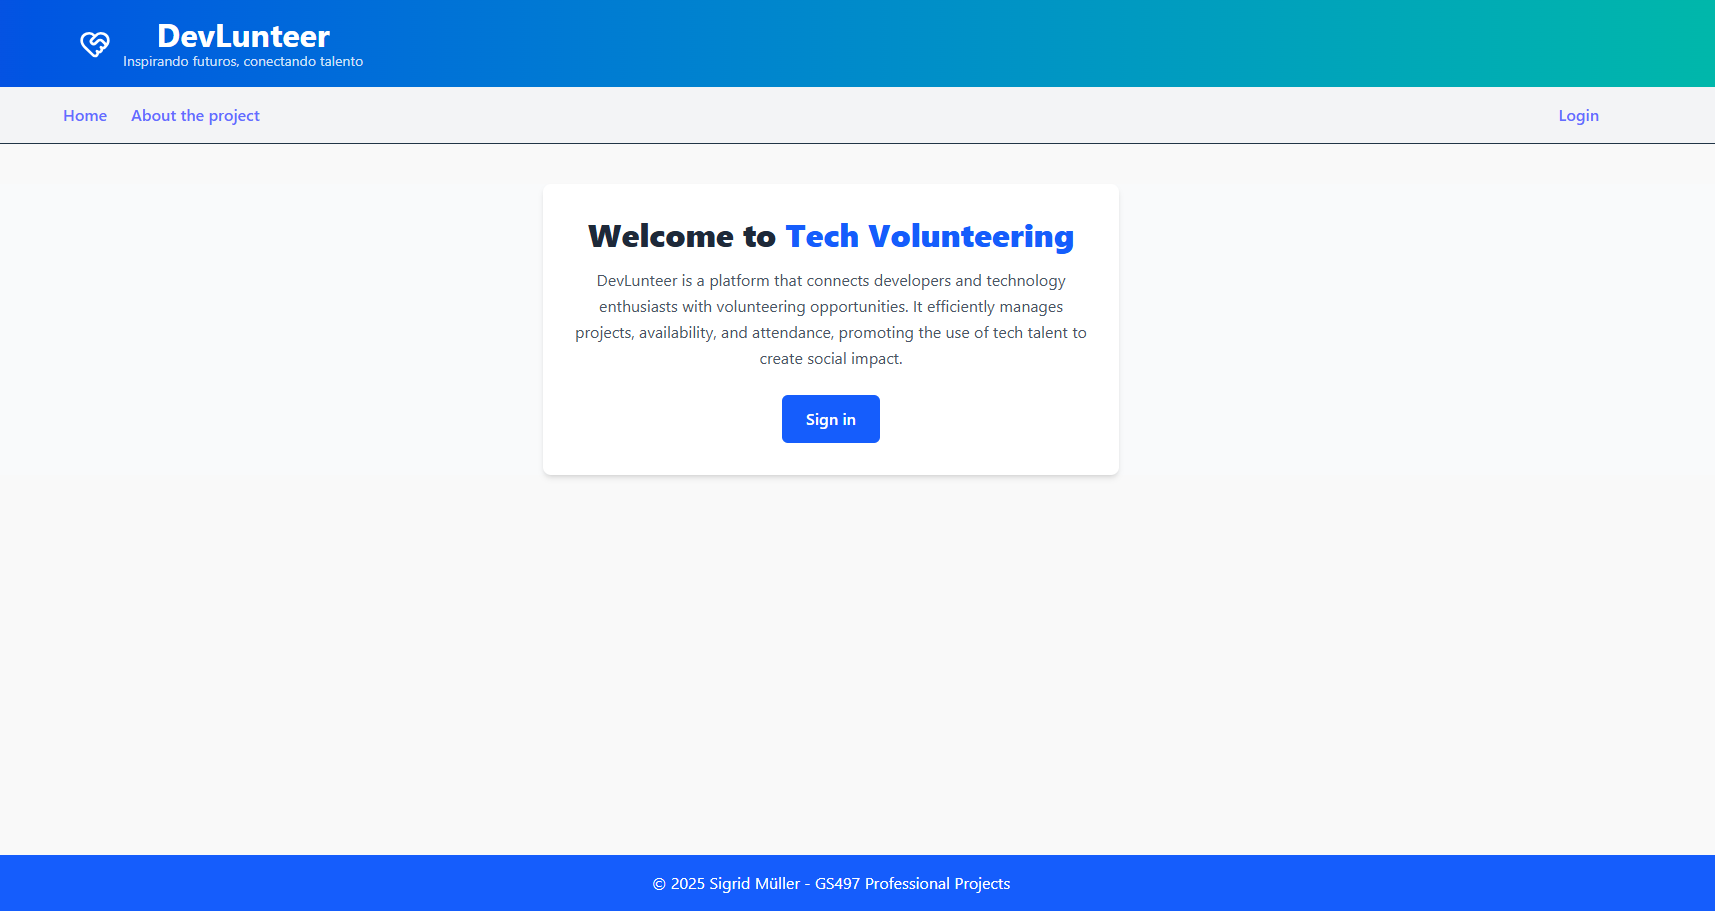 DevLunteer
Inspirando futuros, conectando talento
Home
About the project
Login
Welcome to Tech Volunteering
DevLunteer is a platform that connects developers and technology
enthusiasts with volunteering opportunities. It efficiently manages
projects, availability, and attendance, promoting the use of tech talent to
create social impact.
Sign in
© 2025 Sigrid Müller - GS497 Professional Projects